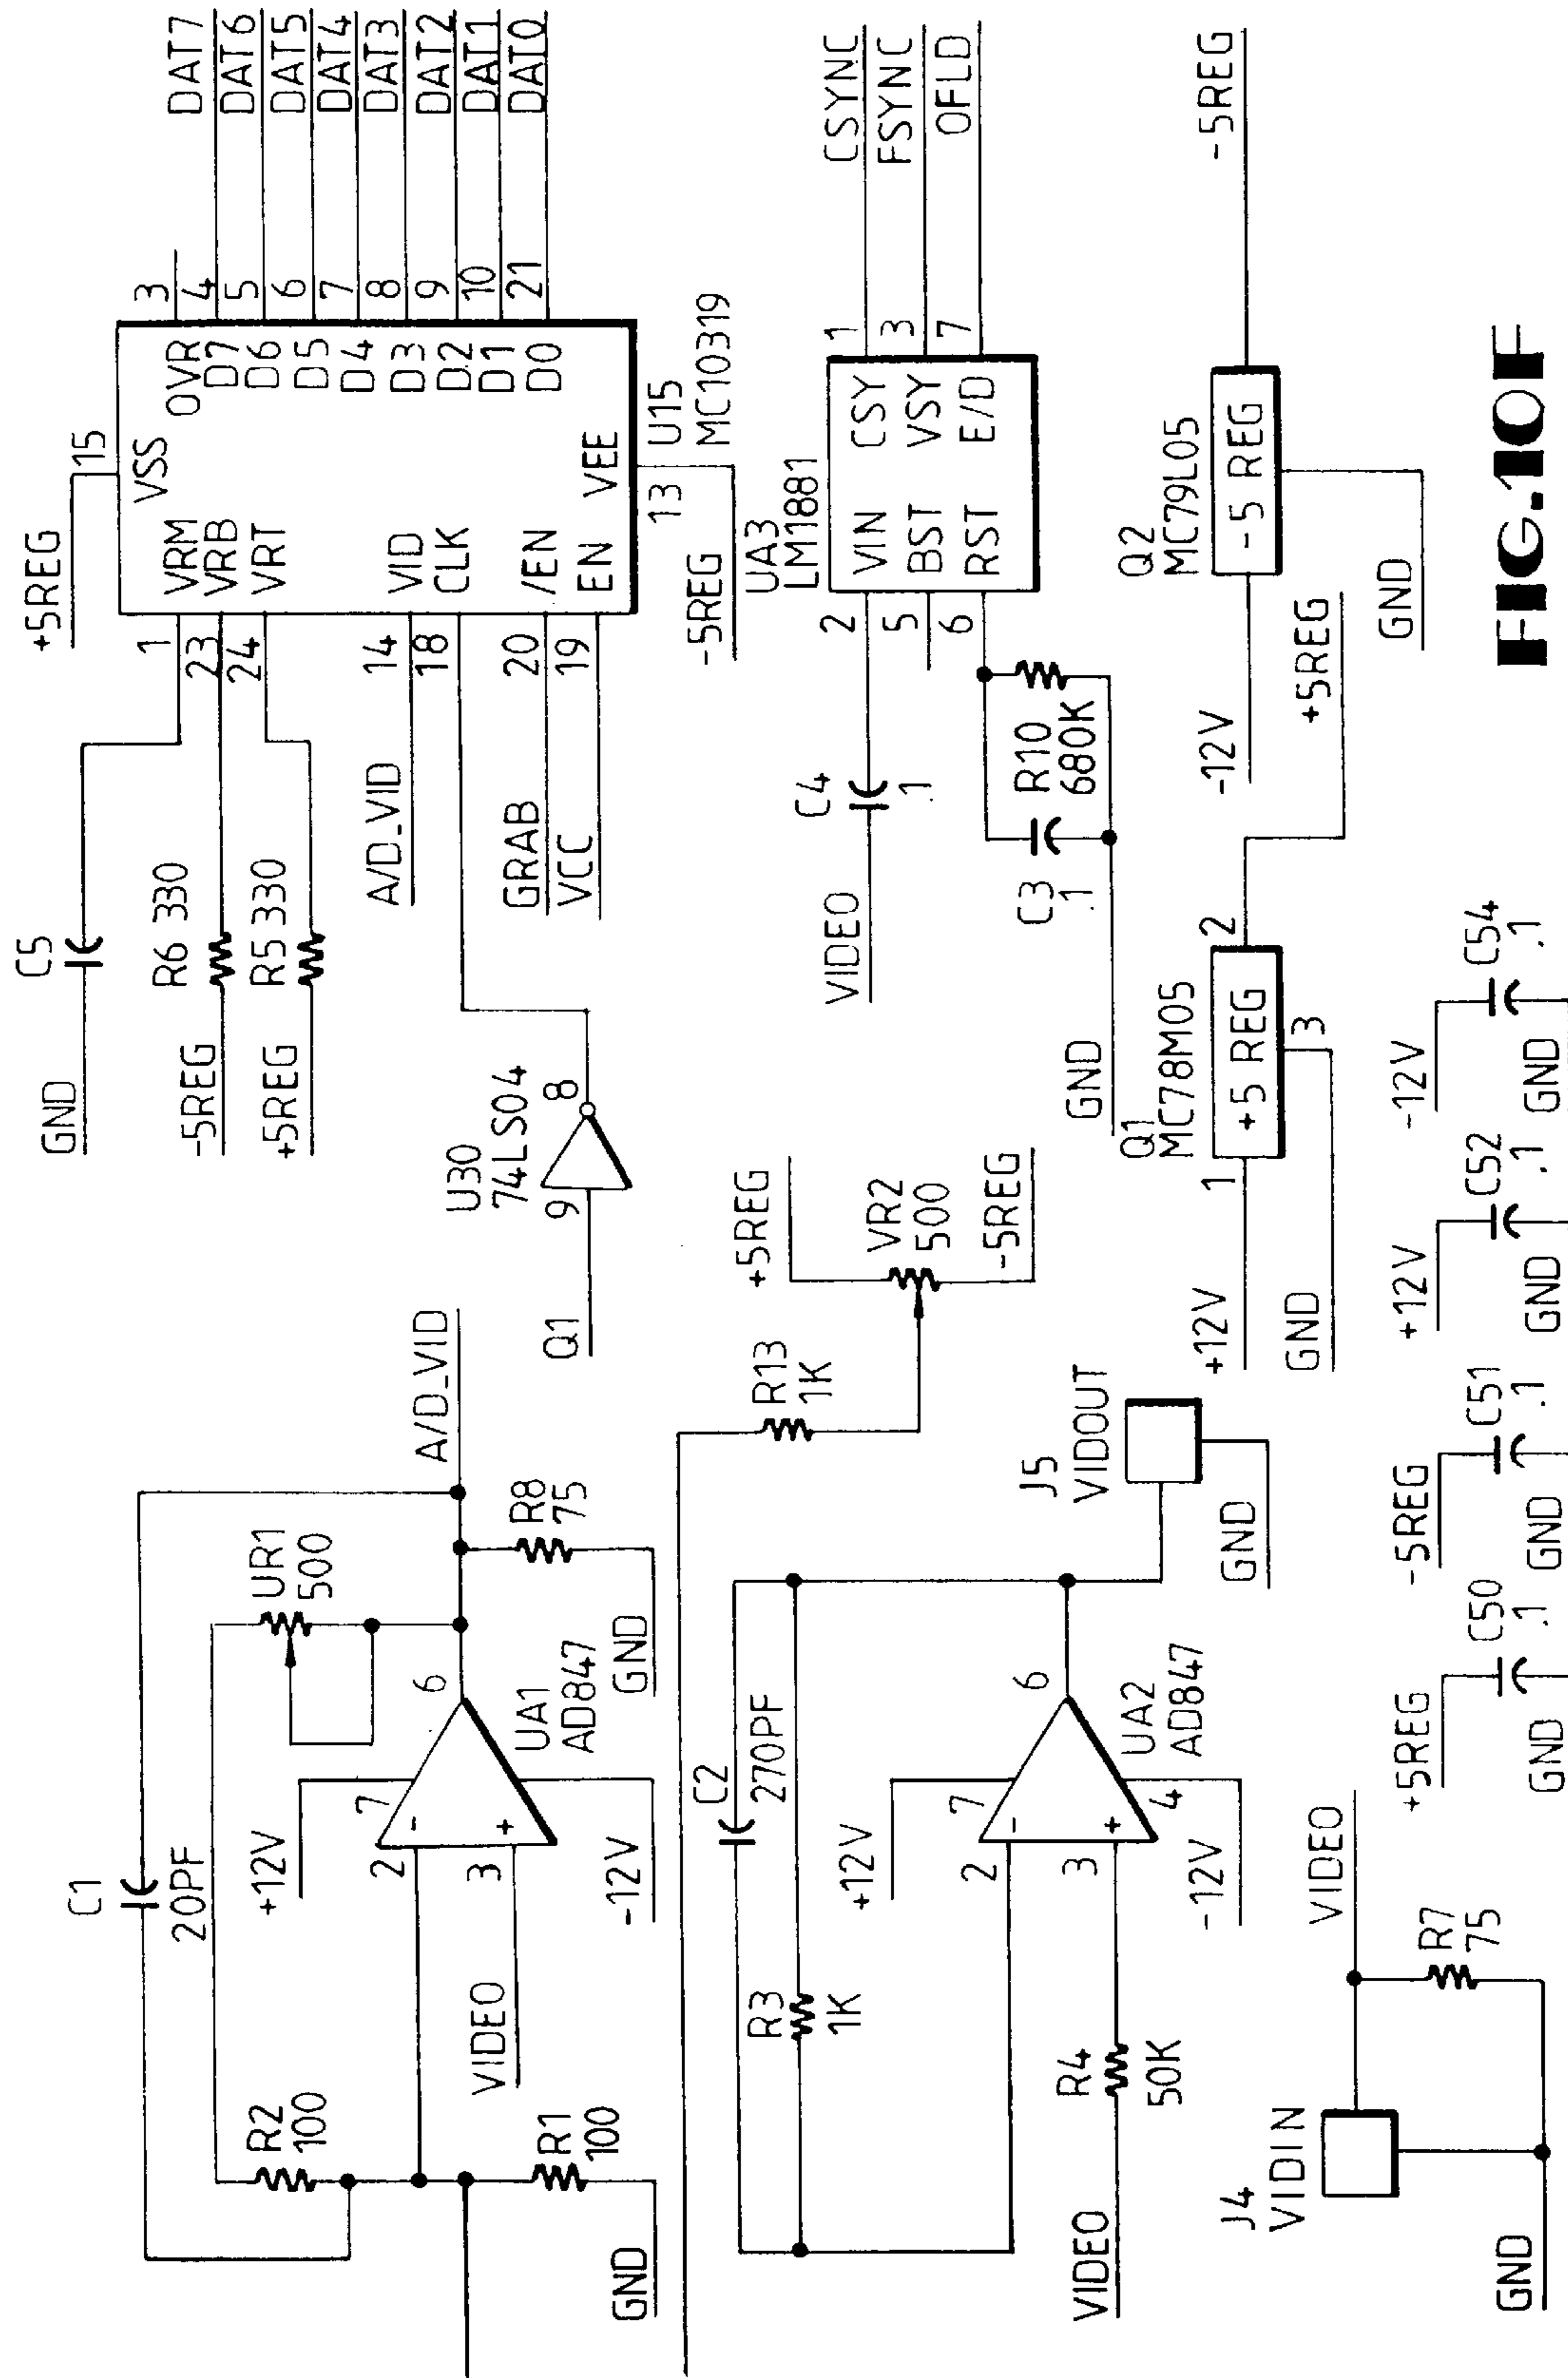 C1
20PF
R2
100
UR1
500
+12V
7
2
-
3
+
6
VIDEO
UA1
AD847
-12V
R1
100
GND
R8
75
GND
A/D_VID
GND
C5
-5REG
R6 330
+5REG
R5 330
+5REG
15
VSS
1
VRM
23
VRB
24
VRT
A/D_VID
14
VID
18
CLK
GRAB
20
/EN
VCC
19
EN
VEE
13
-5REG
U15
MC10319
OVR 3
D7 4 DAT7
D6 5 DAT6
D5 6 DAT5
D4 7 DAT4
D3 8 DAT3
D2 9 DAT2
D1 10 DAT1
D0 21 DAT0
U30
74LS04
Q1
9
8
C2
270PF
R3
1K
+12V
7
2
-
3
+
6
4
UA2
AD847
-12V
VIDEO
R4
50K
R13
1K
+5REG
VR2
500
-5REG
J5
VIDOUT
GND
UA3
LM1881
VIDEO
C4
.1
2
VIN
5
BST
6
RST
CSY 1 CSYNC
VSY 3 FSYNC
E/D 7 OFLD
C3
.1
R10
680K
GND
J4
VIDIN
VIDEO
R7
75
GND
Q1
MC78M05
+12V
1
+5 REG
2
3
GND
+5REG
Q2
MC79L05
-12V
-5 REG
-5REG
GND
+5REG
C50
.1
GND
-5REG
C51
.1
GND
+12V
C52
.1
GND
-12V
C54
.1
GND
FIG.10F